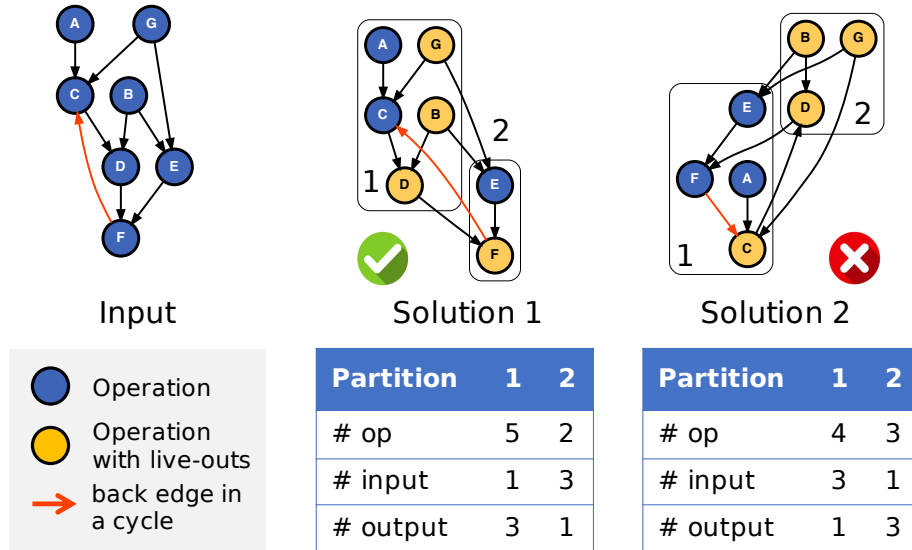 A G
C B
D E
F
Input
A G
C B
2
1 D E
F
Solution 1
B G
E D
2
F A
1 C
Solution 2
Operation
Operation
with live-outs
back edge in
a cycle
Partition 1 2
# op 5 2
# input 1 3
# output 3 1
Partition 1 2
# op 4 3
# input 3 1
# output 1 3